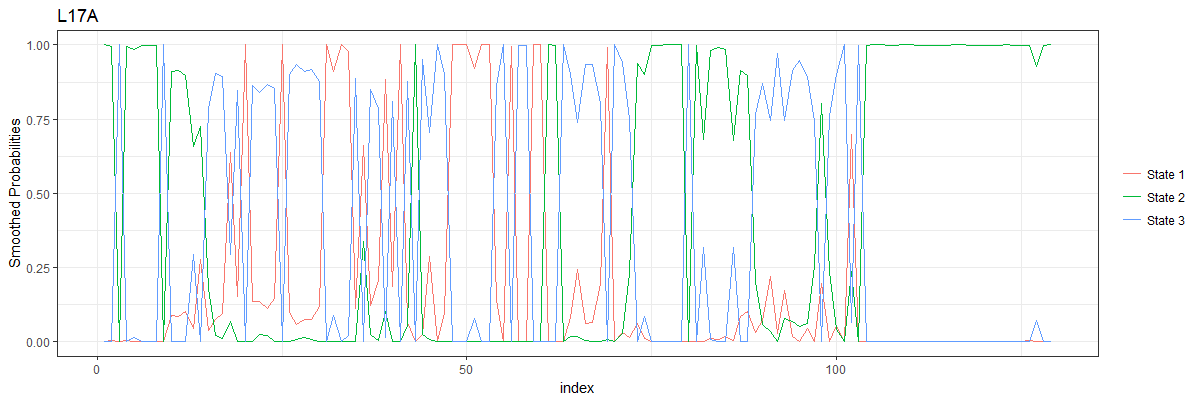 L17A
Smoothed Probabilities
1.00
0.75
0.50
0.25
0.00
0
50
100
index
State 1
State 2
State 3